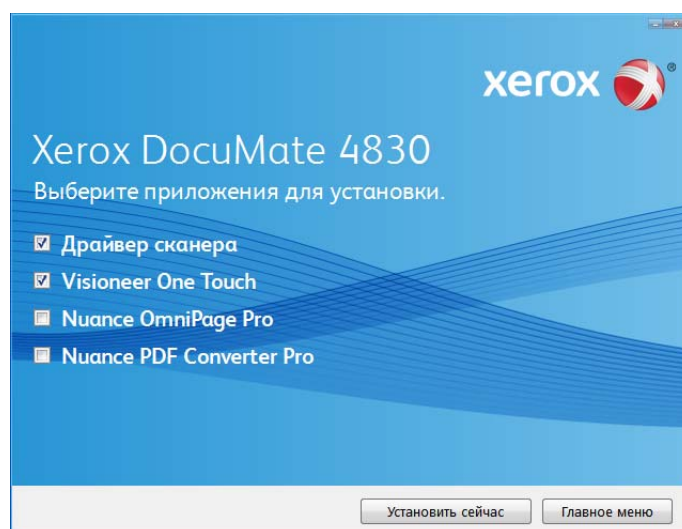 xerox
Xerox DocuMate 4830
Выберите приложения для установки.
Драйвер сканера
Visioneer One Touch
Nuance OmniPage Pro
Nuance PDF Converter Pro
Установить сейчас
Главное меню